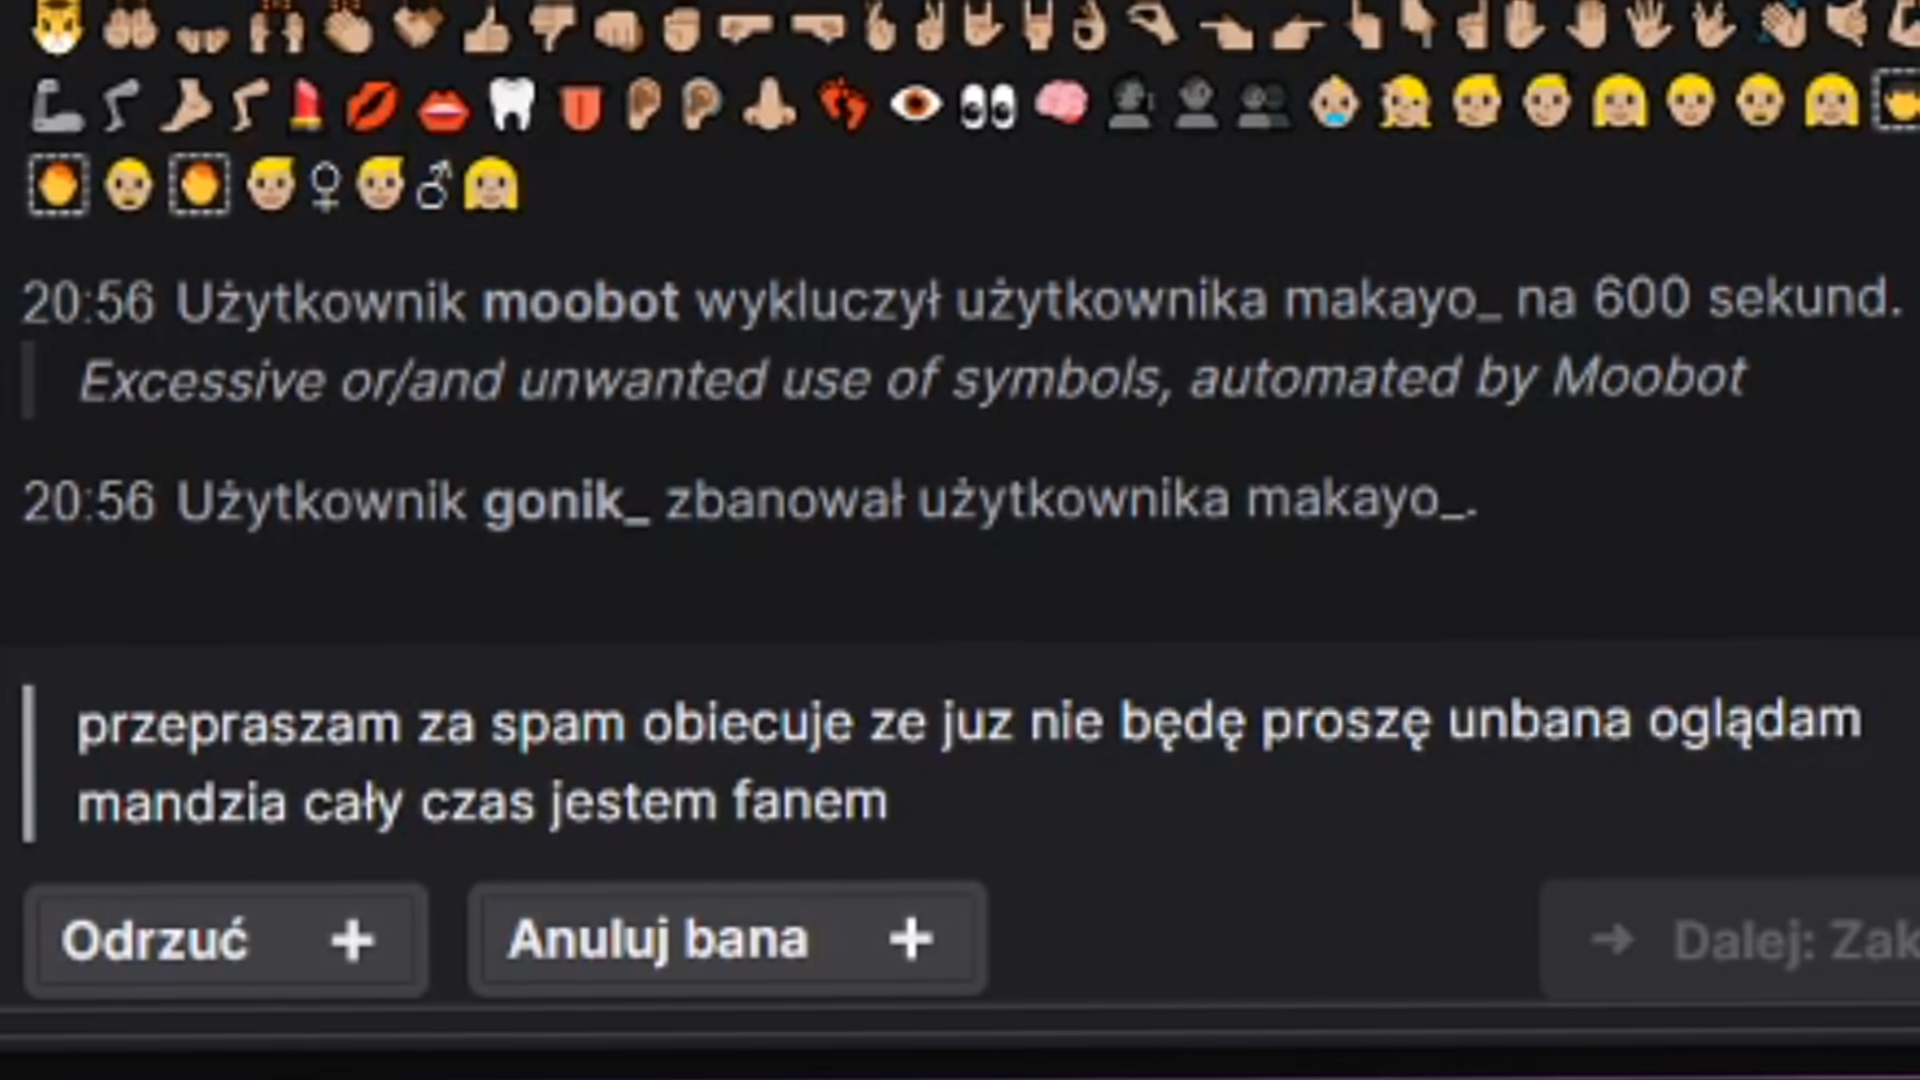 20:56 Użytkownik moobot wykluczył użytkownika makayo_ na 600 sekund.
Excessive or/and unwanted use of symbols, automated by Moobot
20:56 Użytkownik gonik_ zbanował użytkownika makayo_.
przepraszam za spam obiecuje ze juz nie będę proszę unbana oglądam
mandzia cały czas jestem fanem
Odrzuć +
Anuluj bana +
→ Dalej: Zak